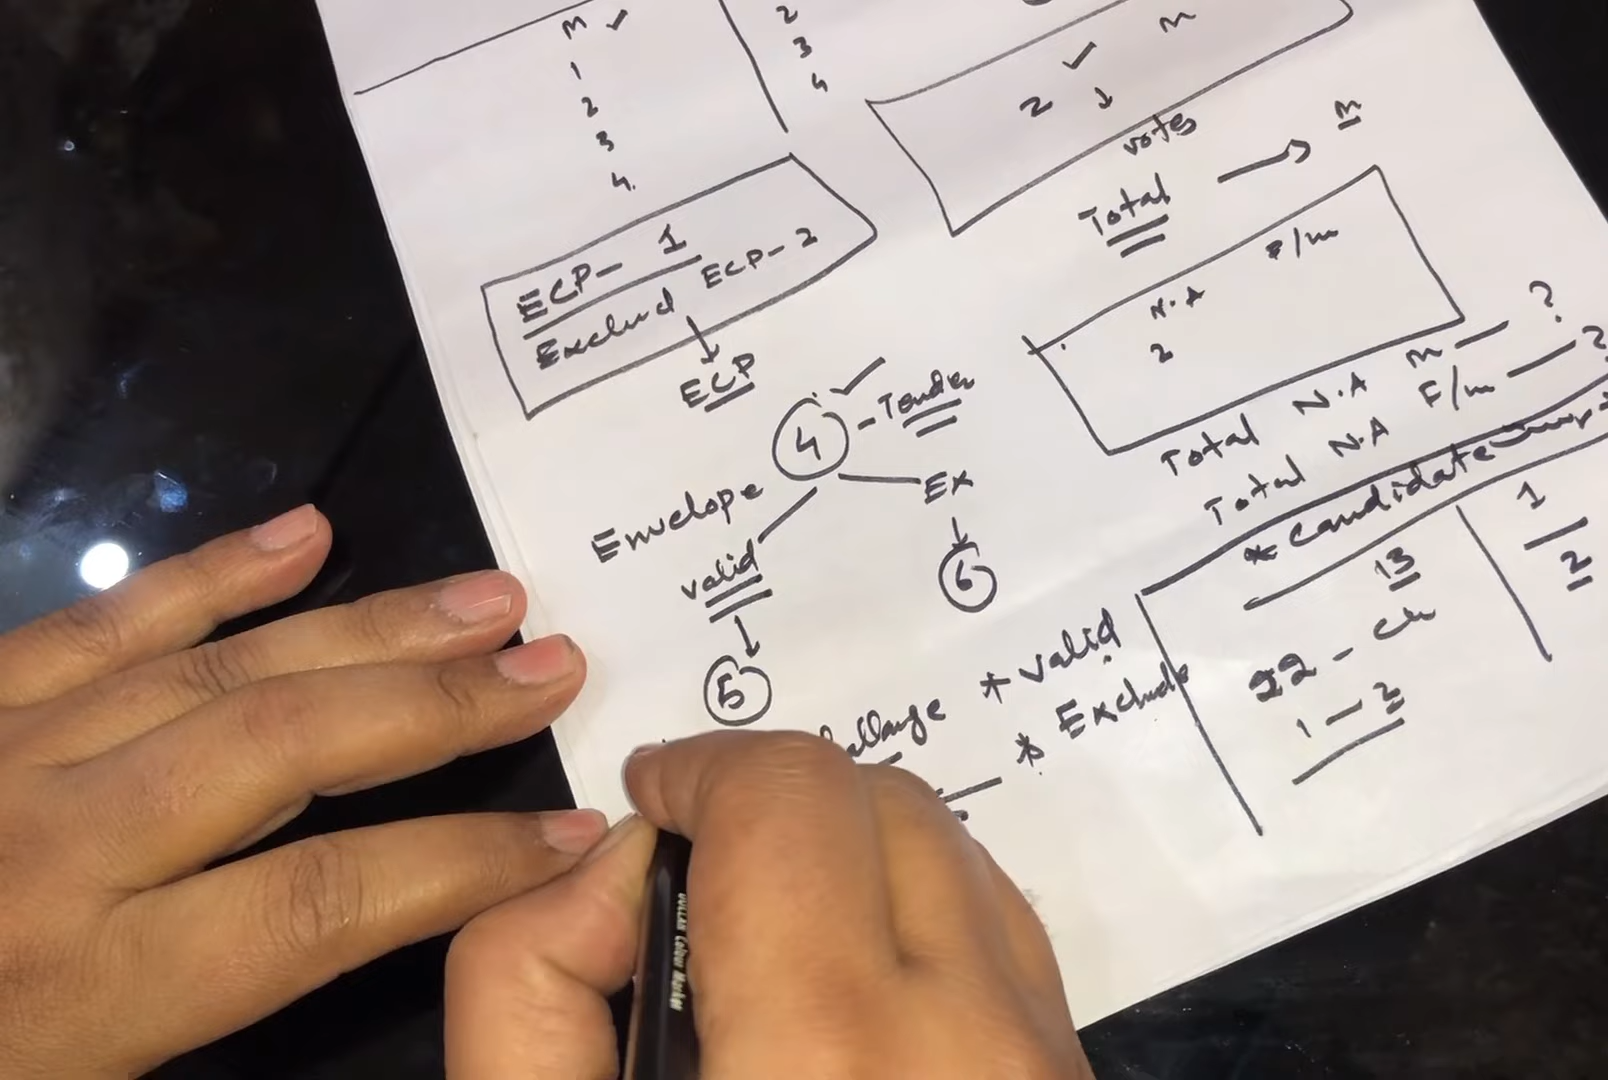 M ✓
1
2
3
4.
2
3
4
M
✓
2 ↓
votes
Total → M
ECP- 1
Exclud ECP-2
ECP
N.A F/m
2
Total N.A M — ?
Total N.A F/m — ?
4 - Tender
Envelope
Ex
valid
6
5
* valid
* Exclude
* candidate
13
22 - ch
1 - 2
1
2